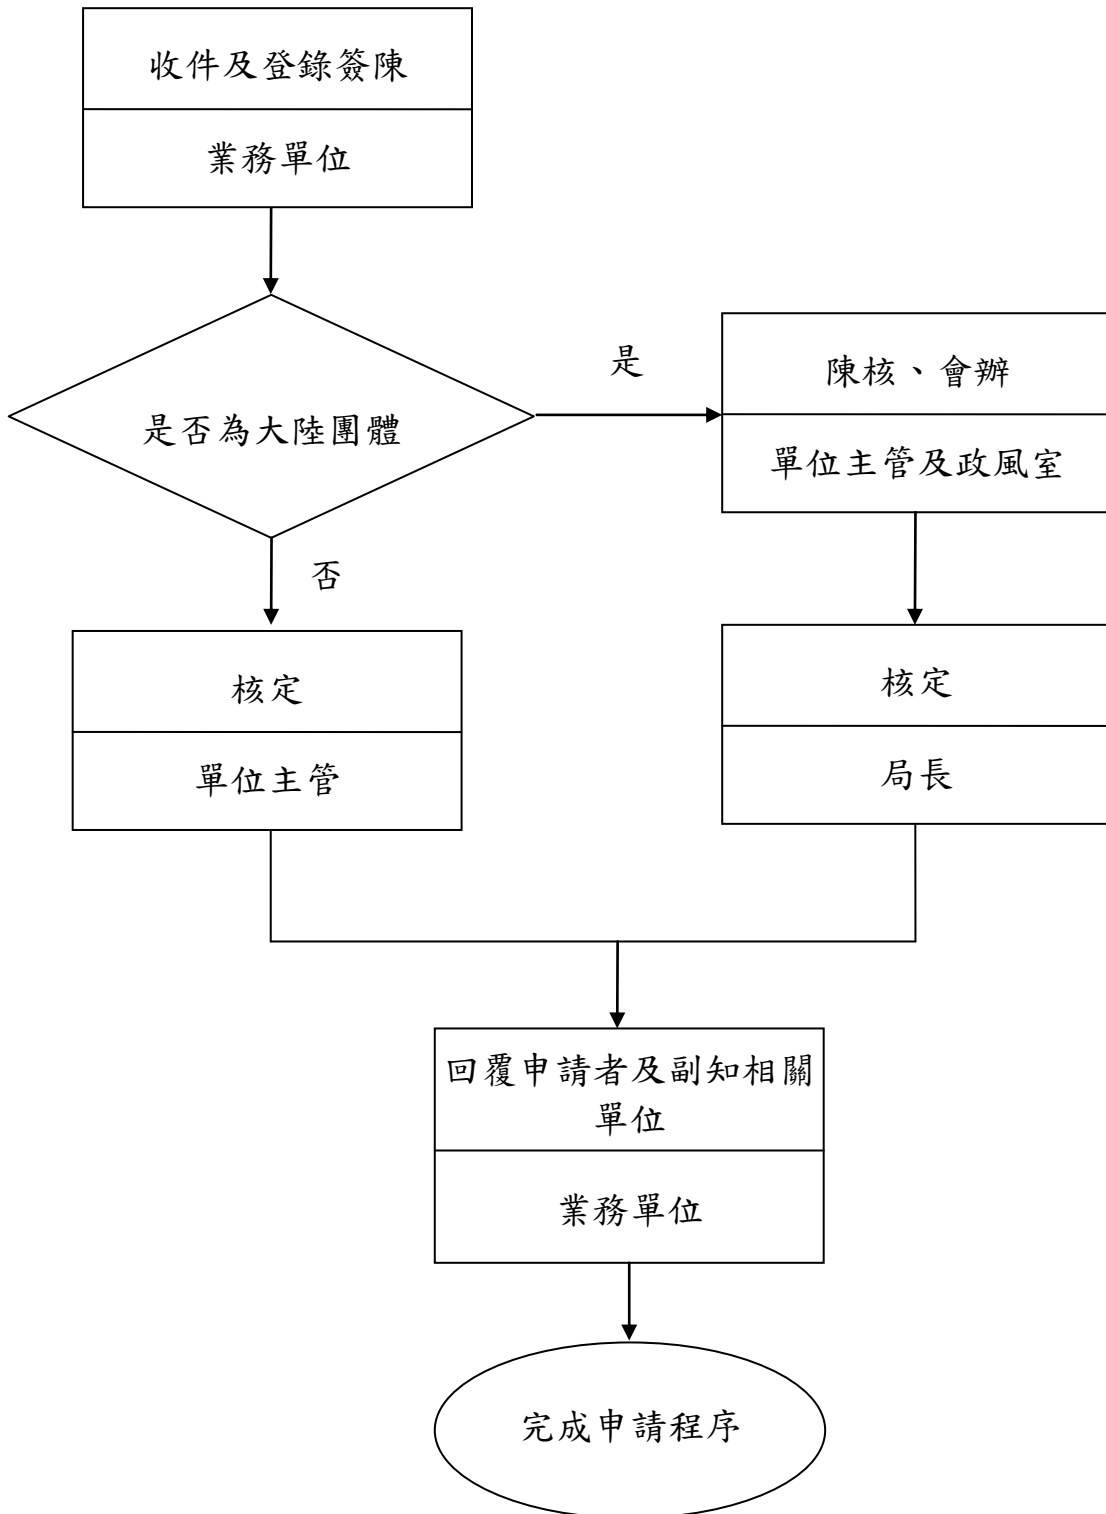 收件及登錄簽陳
業務單位
是否為大陸團體
是
陳核、會辦
單位主管及政風室
否
核定
單位主管
核定
局長
回覆申請者及副知相關
單位
業務單位
完成申請程序